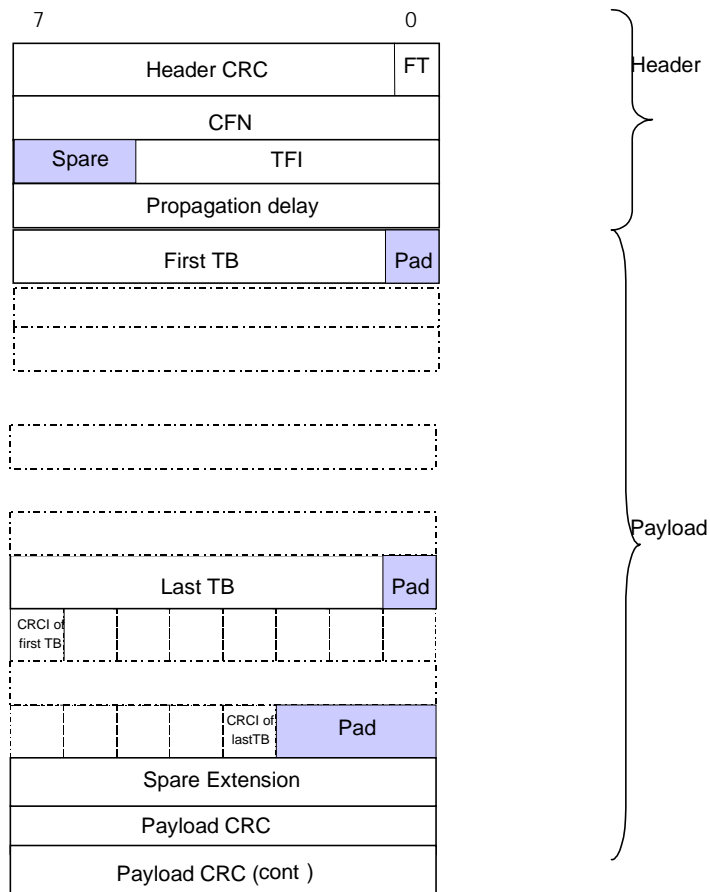 7 0
Header CRC FT Header
CFN
Spare TFI
Propagation delay
First TB Pad
Payload
Last TB Pad
CRCI of
first TB
CRCI of
lastTB
Pad
Spare Extension
Payload CRC
Payload CRC (cont )